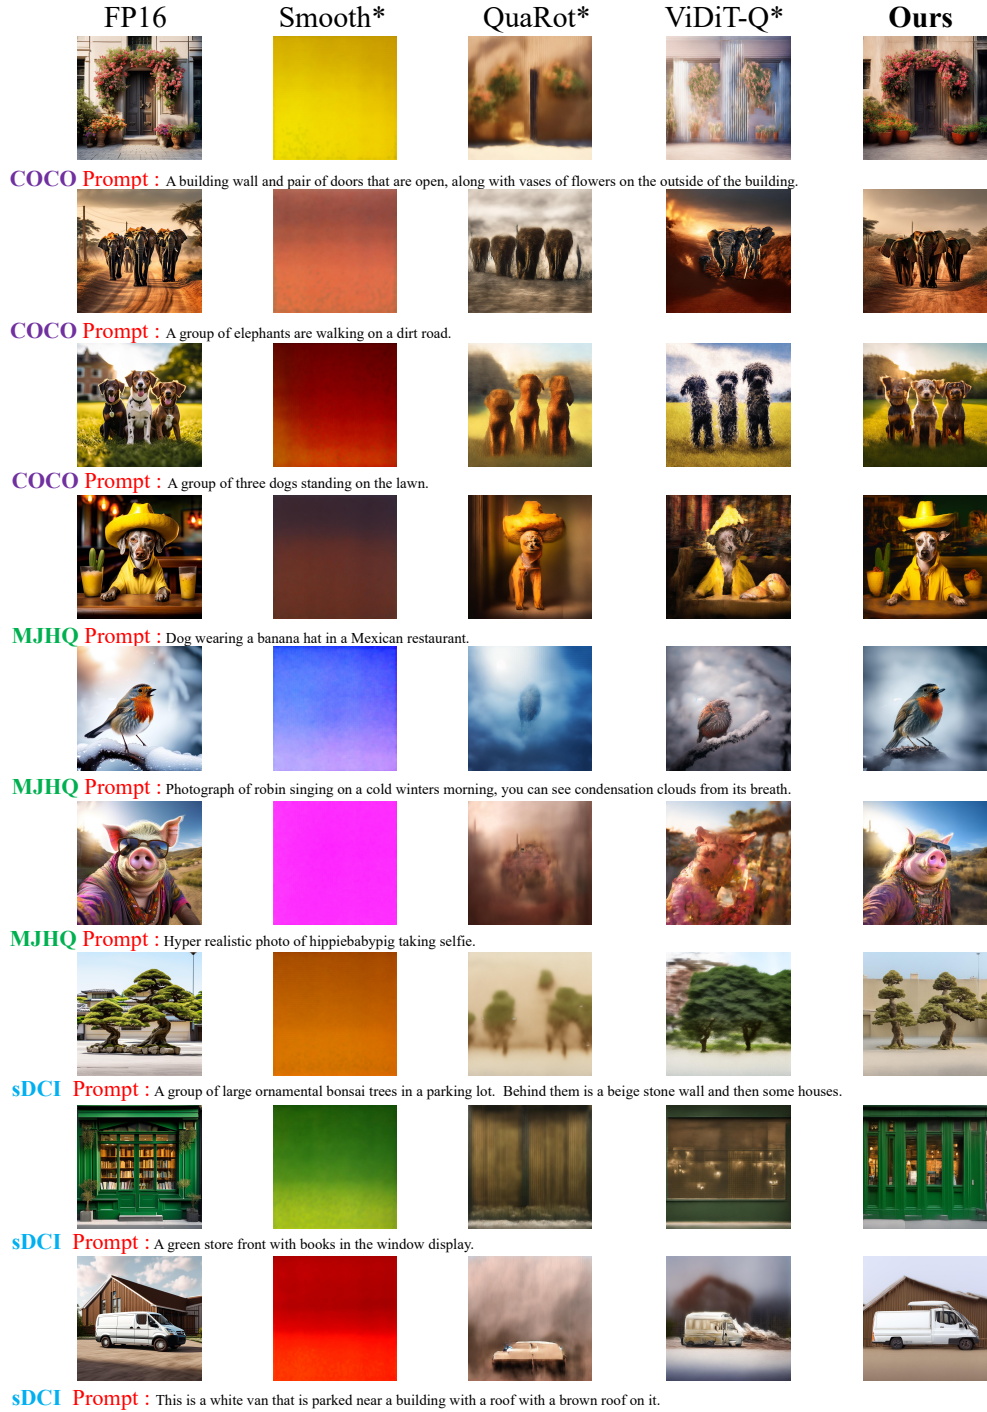 FP16 Smooth* QuaRot* ViDiT-Q* Ours
COCO Prompt : A building wall and pair of doors that are open, along with vases of flowers on the outside of the building.
COCO Prompt : A group of elephants are walking on a dirt road.
COCO Prompt : A group of three dogs standing on the lawn.
MJHQ Prompt : Dog wearing a banana hat in a Mexican restaurant.
MJHQ Prompt : Photograph of robin singing on a cold winters morning, you can see condensation clouds from its breath.
MJHQ Prompt : Hyper realistic photo of hippiebabypig taking selfie.
sDCI Prompt : A group of large ornamental bonsai trees in a parking lot. Behind them is a beige stone wall and then some houses.
sDCI Prompt : A green store front with books in the window display.
sDCI Prompt : This is a white van that is parked near a building with a roof with a brown roof on it.